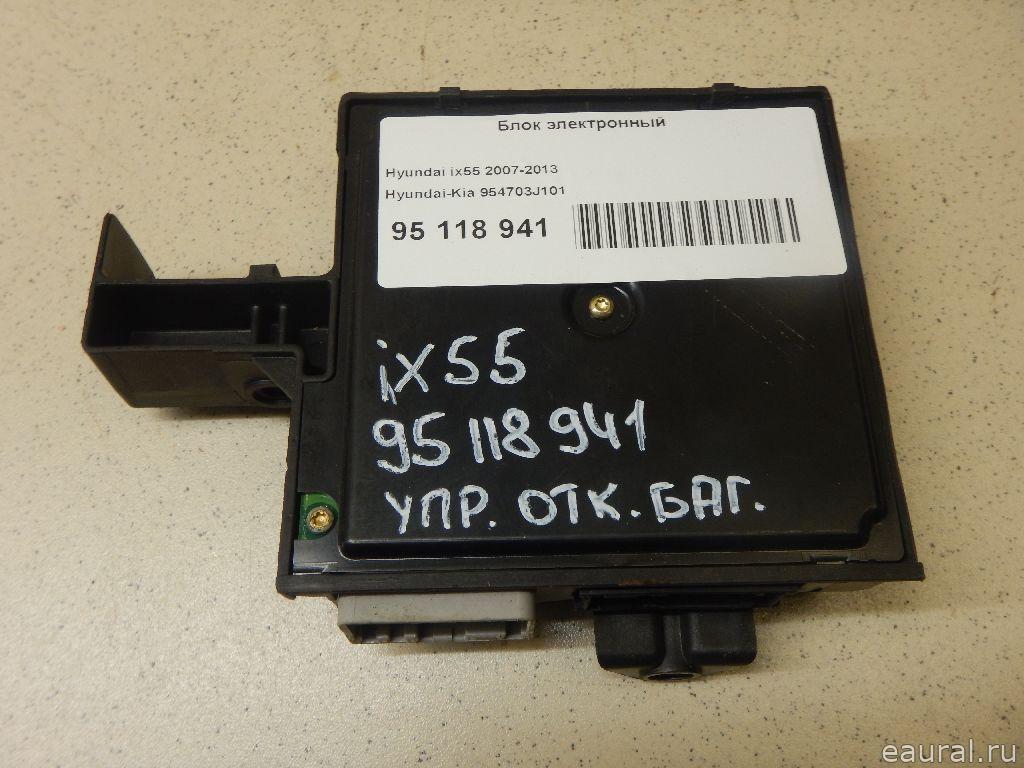 Блок электронный
Hyundai ix55 2007-2013
Hyundai-Kia 954703J101
95 118 941
ix55
95 118 941
УПР. ОТК. БАГ.
eaural.ru